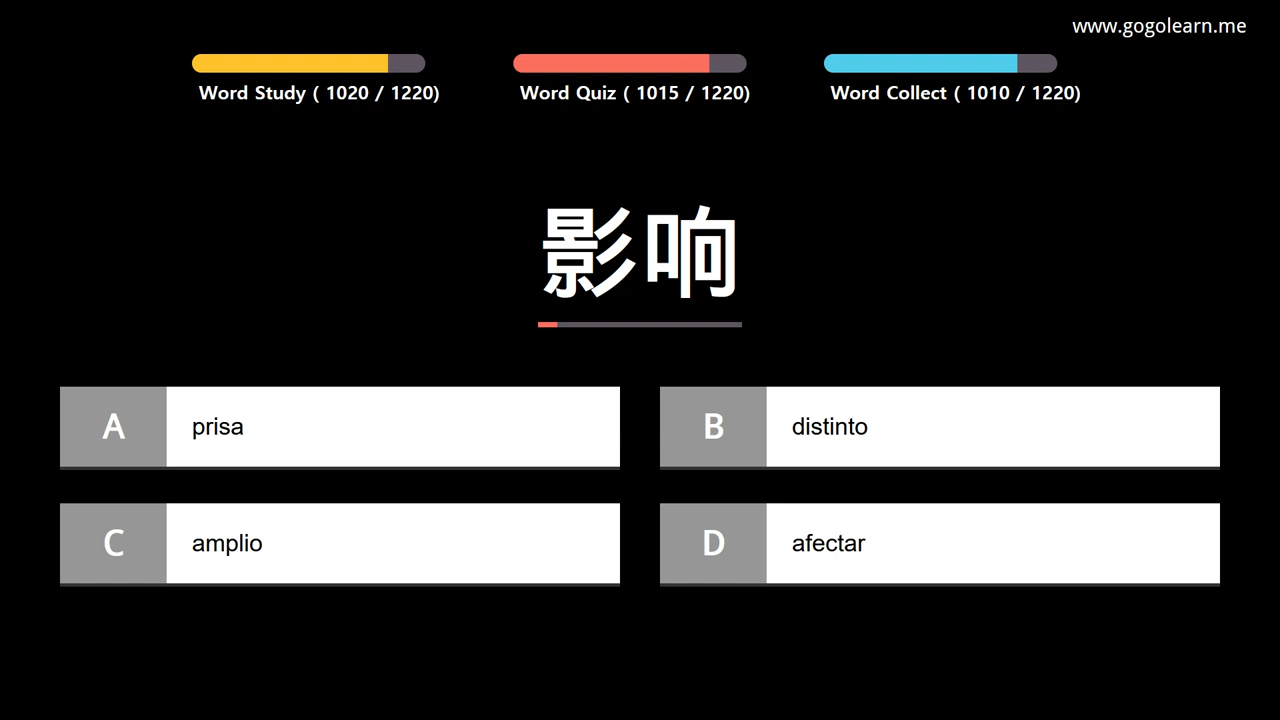 www.gogolearn.me
Word Study ( 1020 / 1220)
Word Quiz ( 1015 / 1220)
Word Collect ( 1010 / 1220)
影响
A prisa
B distinto
C amplio
D afectar